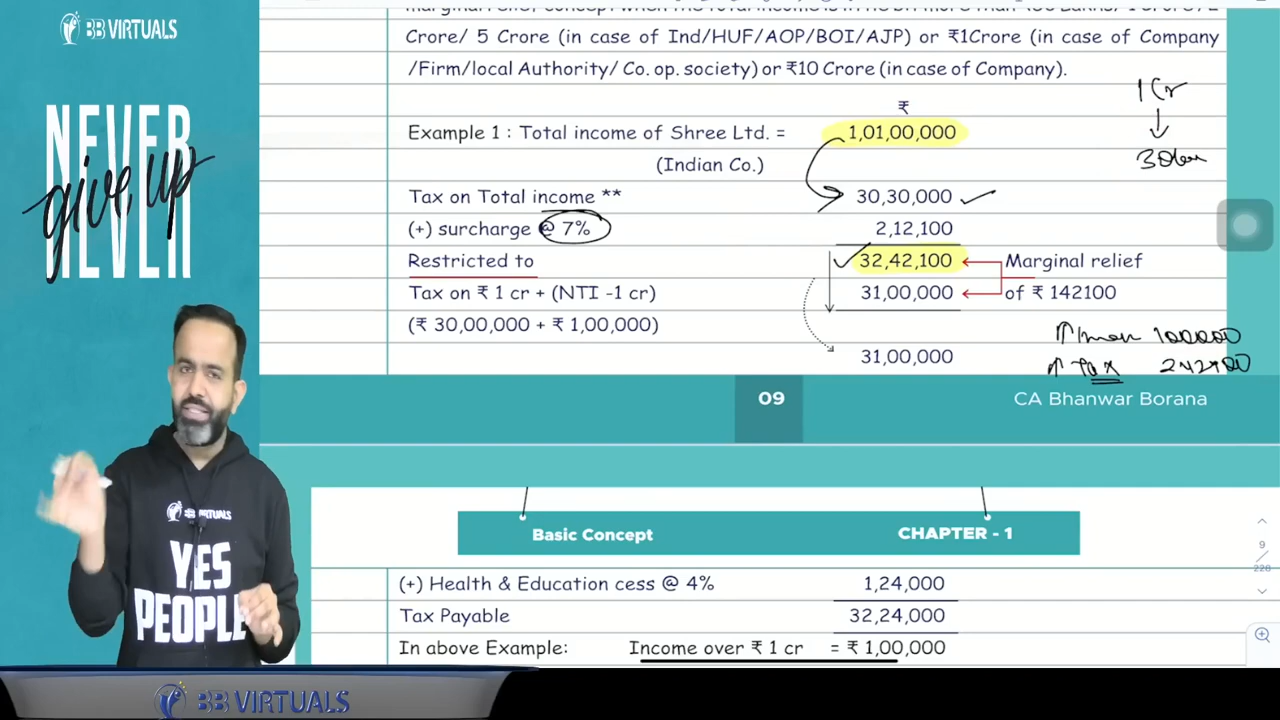 BB VIRTUALS
NEVER
give up
NEVER
Crore/ 5 Crore (in case of Ind/HUF/AOP/BOI/AJP) or ₹1Crore (in case of Company
/Firm/local Authority/ Co. op. society) or ₹10 Crore (in case of Company).
1 Cr
₹
Example 1 : Total income of Shree Ltd. = 1,01,00,000
(Indian Co.)
Tax on Total income ** 30,30,000
(+) surcharge @ 7% 2,12,100
Restricted to 32,42,100 Marginal relief
Tax on ₹ 1 cr + (NTI -1 cr) 31,00,000 of ₹ 142100
(₹ 30,00,000 + ₹ 1,00,000)
100000
31,00,000
↑ Tax 242100
09
CA Bhanwar Borana
Basic Concept CHAPTER - 1
(+) Health & Education cess @ 4% 1,24,000
Tax Payable 32,24,000
In above Example: Income over ₹ 1 cr = ₹ 1,00,000
9
228
BB VIRTUALS
YES
PEOPLE
BB VIRTUALS